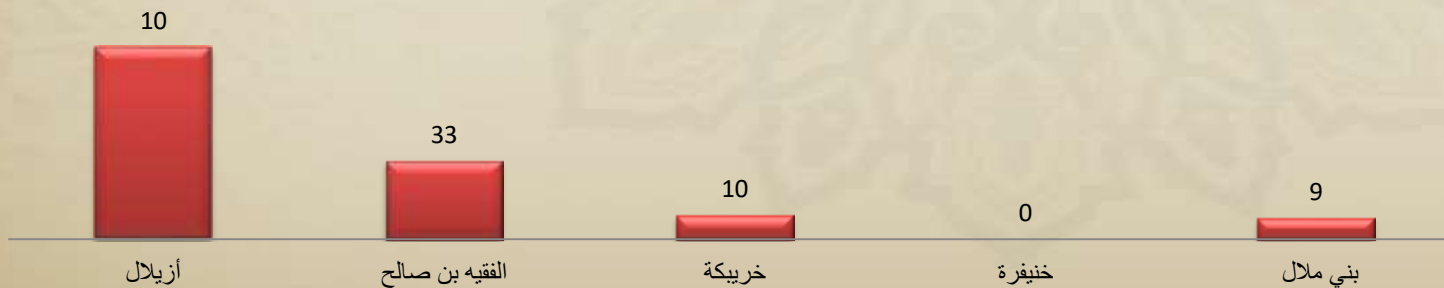 10
33
10
0
9
أزيلال
الفقيه بن صالح
خريبكة
خنيفرة
بني ملال